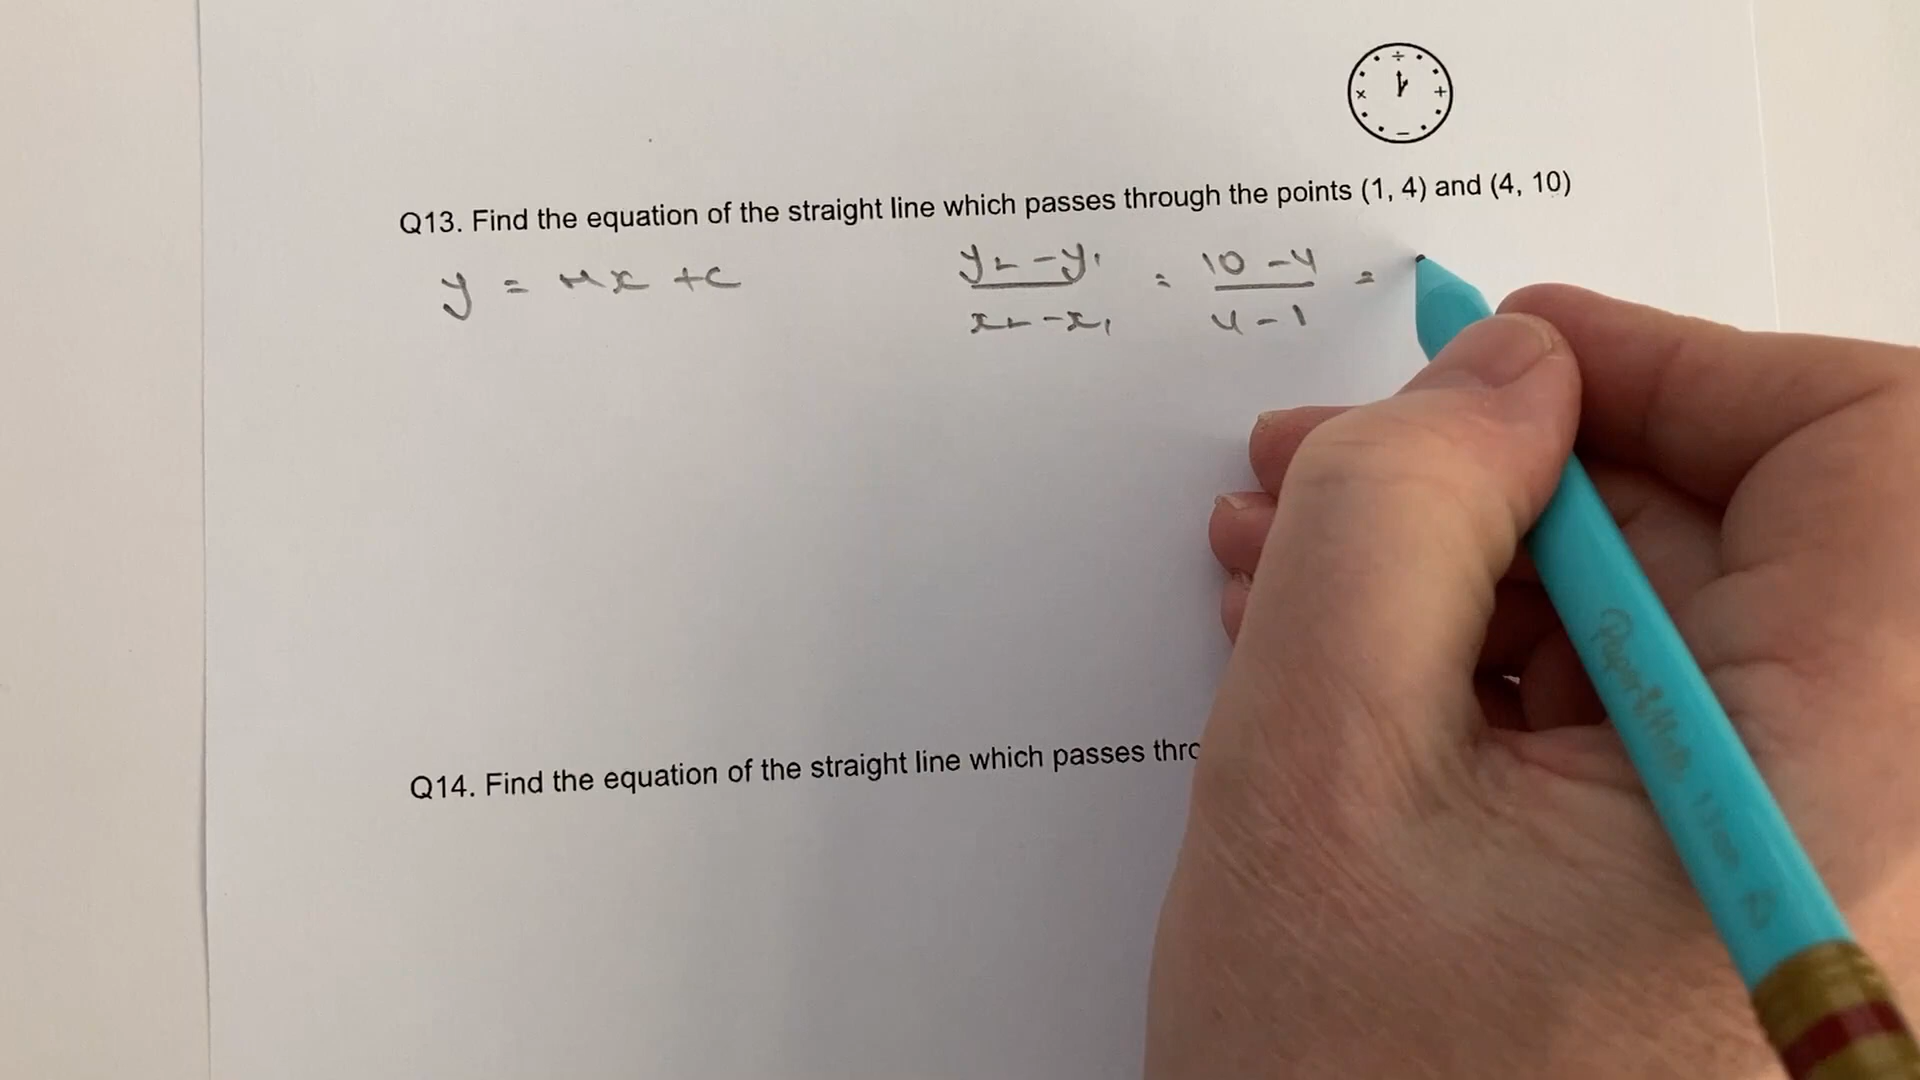 Q13. Find the equation of the straight line which passes through the points (1, 4) and (4, 10)
y = mx + c
y₂ - y₁ / x₂ - x₁ = 10 - 4 / 4 - 1 =
Q14. Find the equation of the straight line which passes thro
PaperMate